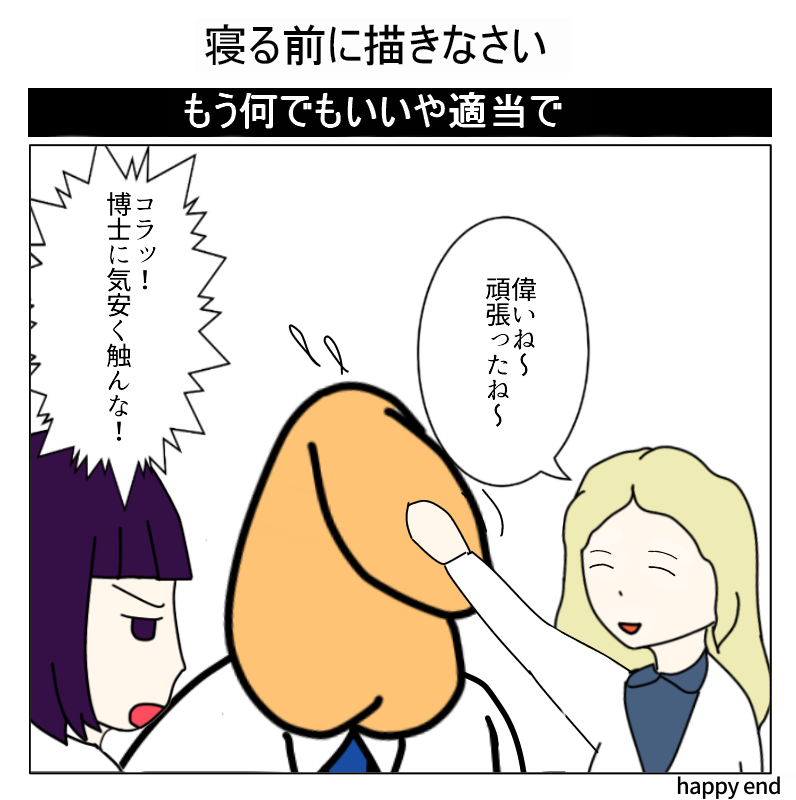 寝る前に描きなさい
もう何でもいいや適当で
偉いね～
頑張ったね～
コラッ！
博士に気安く触んな！
happy end